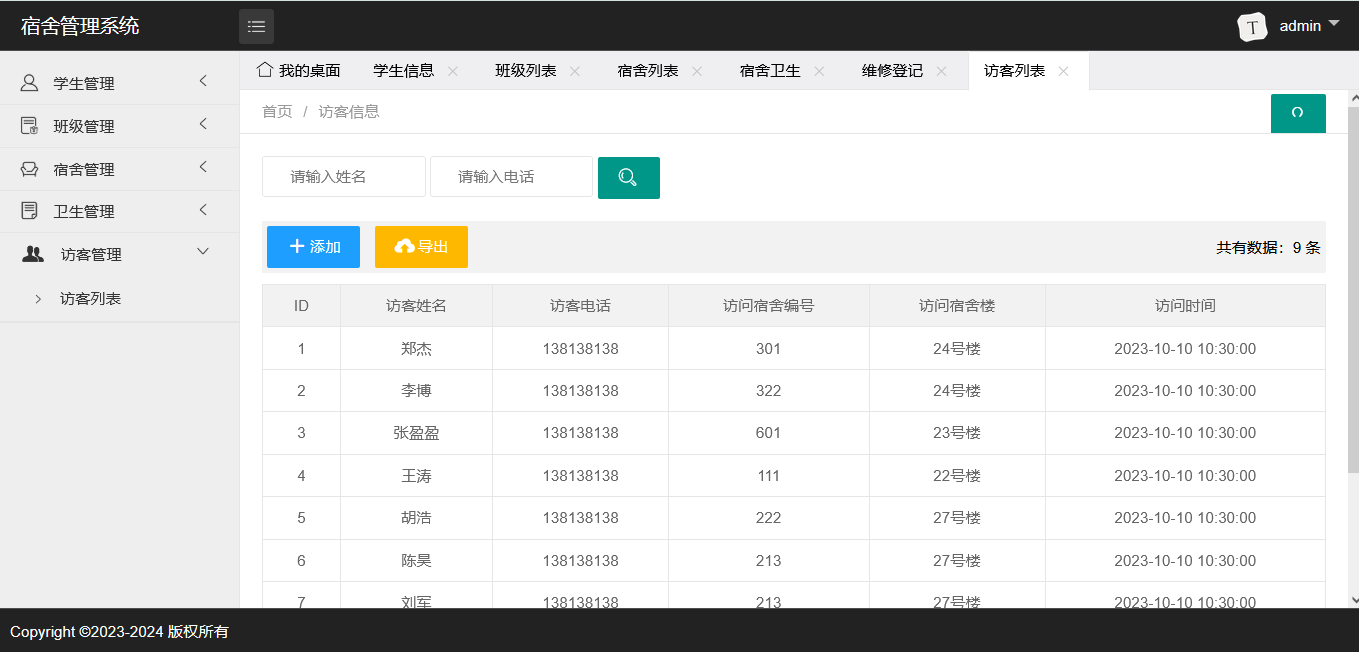 宿舍管理系统
T admin
学生管理
班级管理
宿舍管理
卫生管理
访客管理
访客列表
我的桌面 学生信息 班级列表 宿舍列表 宿舍卫生 维修登记 访客列表
首页 / 访客信息
请输入姓名 请输入电话
添加 导出 共有数据：9 条
ID 访客姓名 访客电话 访问宿舍编号 访问宿舍楼 访问时间
1 郑杰 138138138 301 24号楼 2023-10-10 10:30:00
2 李博 138138138 322 24号楼 2023-10-10 10:30:00
3 张盈盈 138138138 601 23号楼 2023-10-10 10:30:00
4 王涛 138138138 111 22号楼 2023-10-10 10:30:00
5 胡浩 138138138 222 27号楼 2023-10-10 10:30:00
6 陈昊 138138138 213 27号楼 2023-10-10 10:30:00
7 刘军 138138138 213 27号楼 2023-10-10 10:30:00
Copyright ©2023-2024 版权所有